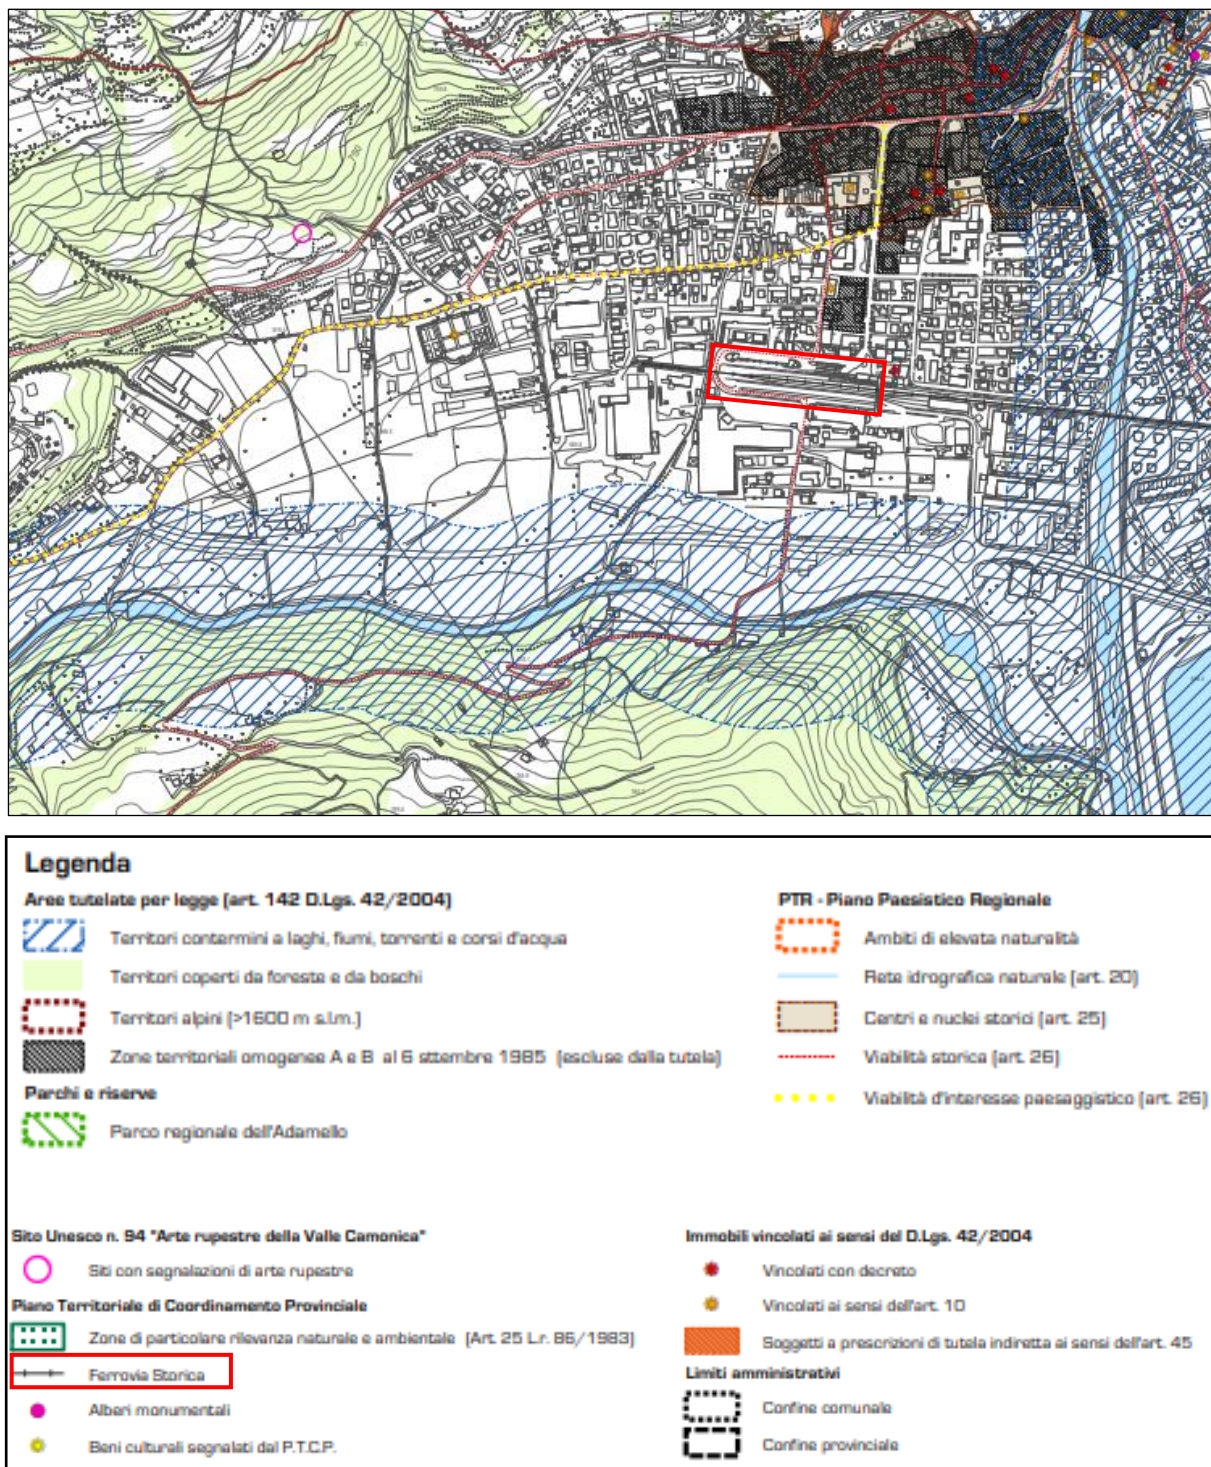 Legenda
Aree tutelate per legge (art. 142 D.Lgs. 42/2004)
Territori contermini a laghi, fiumi, torrenti e corsi d'acqua
Territori coperti da foreste e da boschi
Territori alpini (>1600 m s.l.m.)
Zone territoriali omogenee A e B al 6 sttembre 1985 (escluse dalla tutela)
Parchi e riserve
Parco regionale dell'Adamello
PTR - Piano Paesistico Regionale
Ambiti di elevata naturalità
Rete idrografica naturale (art. 20)
Centri e nuclei storici (art. 25)
Viabilità storica (art. 26)
Viabilità d'interesse paesaggistico (art. 26)
Sito Unesco n. 94 "Arte rupestre della Valle Camonica"
Siti con segnalazioni di arte rupestre
Piano Territoriale di Coordinamento Provinciale
Zone di particolare rilevanza naturale e ambientale (Art. 25 L.r. 86/1983)
Ferrovia Storica
Alberi monumentali
Beni culturali segnalati dal P.T.C.P.
Immobili vincolati ai sensi del D.Lgs. 42/2004
Vincolati con decreto
Vincolati ai sensi dell'art. 10
Soggetti a prescrizioni di tutela indiretta ai sensi dell'art. 45
Limiti amministrativi
Confine comunale
Confine provinciale